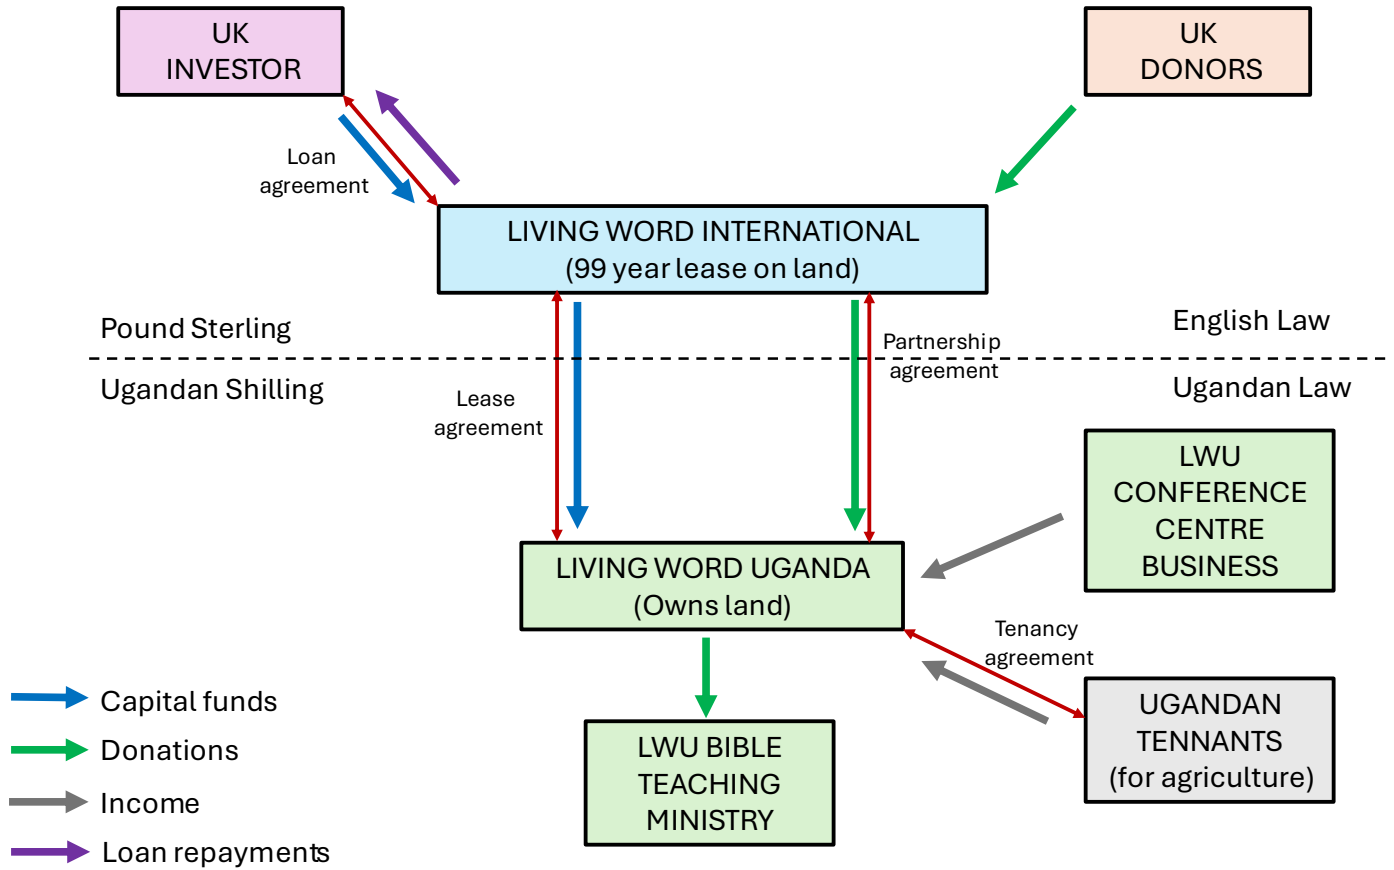 UK
INVESTOR
UK
DONORS
Loan
agreement
LIVING WORD INTERNATIONAL
(99 year lease on land)
Pound Sterling
English Law
Partnership
agreement
Ugandan Shilling
Ugandan Law
Lease
agreement
LWU
CONFERENCE
CENTRE
BUSINESS
LIVING WORD UGANDA
(Owns land)
Tenancy
agreement
UGANDAN
TENNANTS
(for agriculture)
LWU BIBLE
TEACHING
MINISTRY
Capital funds
Donations
Income
Loan repayments